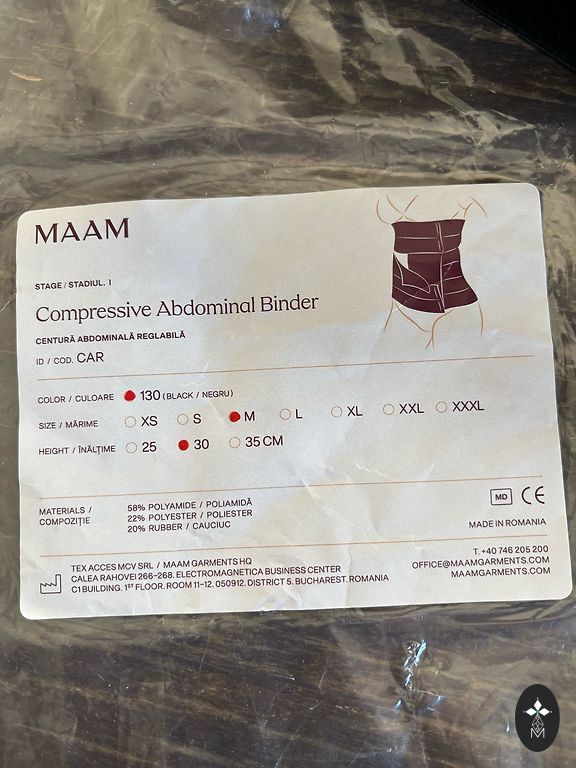 MAAM
STAGE / STADIUL. I
Compressive Abdominal Binder
CENTURĂ ABDOMINALĂ REGLABILĂ
ID / COD. CAR
COLOR / CULOARE 130 (BLACK / NEGRU)
SIZE / MĂRIME XS S M L XL XXL XXXL
HEIGHT / ÎNĂLȚIME 25 30 35 CM
MATERIALS / COMPOZIȚIE
58% POLYAMIDE / POLIAMIDĂ
22% POLYESTER / POLIESTER
20% RUBBER / CAUCIUC
MD CE
MADE IN ROMANIA
TEX ACCES MCV SRL / MAAM GARMENTS HQ
CALEA RAHOVEI 266-268. ELECTROMAGNETICA BUSINESS CENTER
C1 BUILDING. 1ST FLOOR. ROOM 11-12. 050912. DISTRICT 5. BUCHAREST. ROMANIA
T. +40 746 205 200
OFFICE@MAAMGARMENTS.COM
MAAMGARMENTS.COM
M